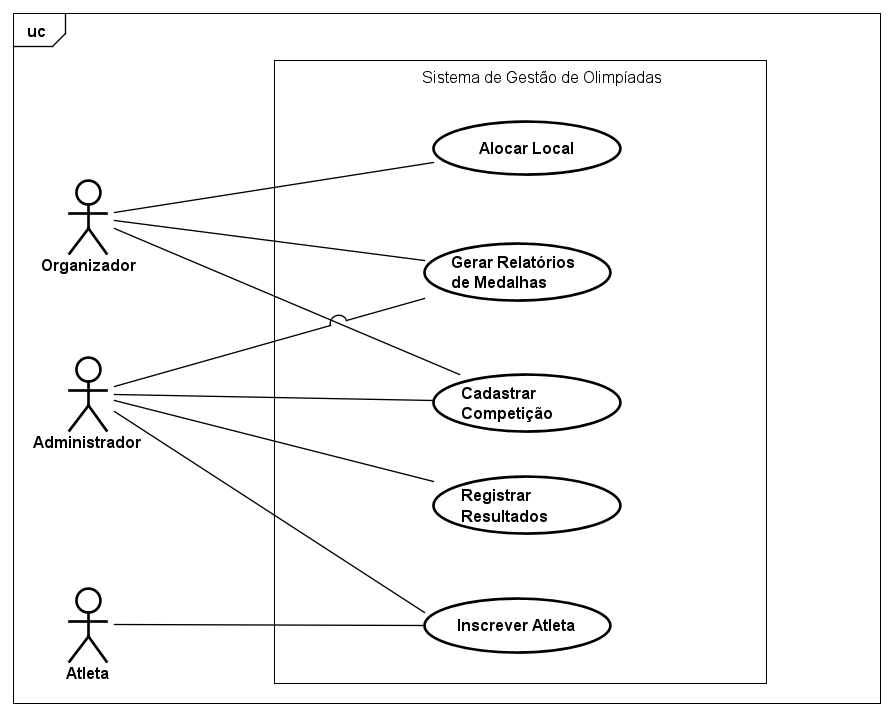 uc
Sistema de Gestão de Olimpíadas
Alocar Local
Organizador
Gerar Relatórios
de Medalhas
Administrador
Cadastrar
Competição
Registrar
Resultados
Atleta
Inscrever Atleta